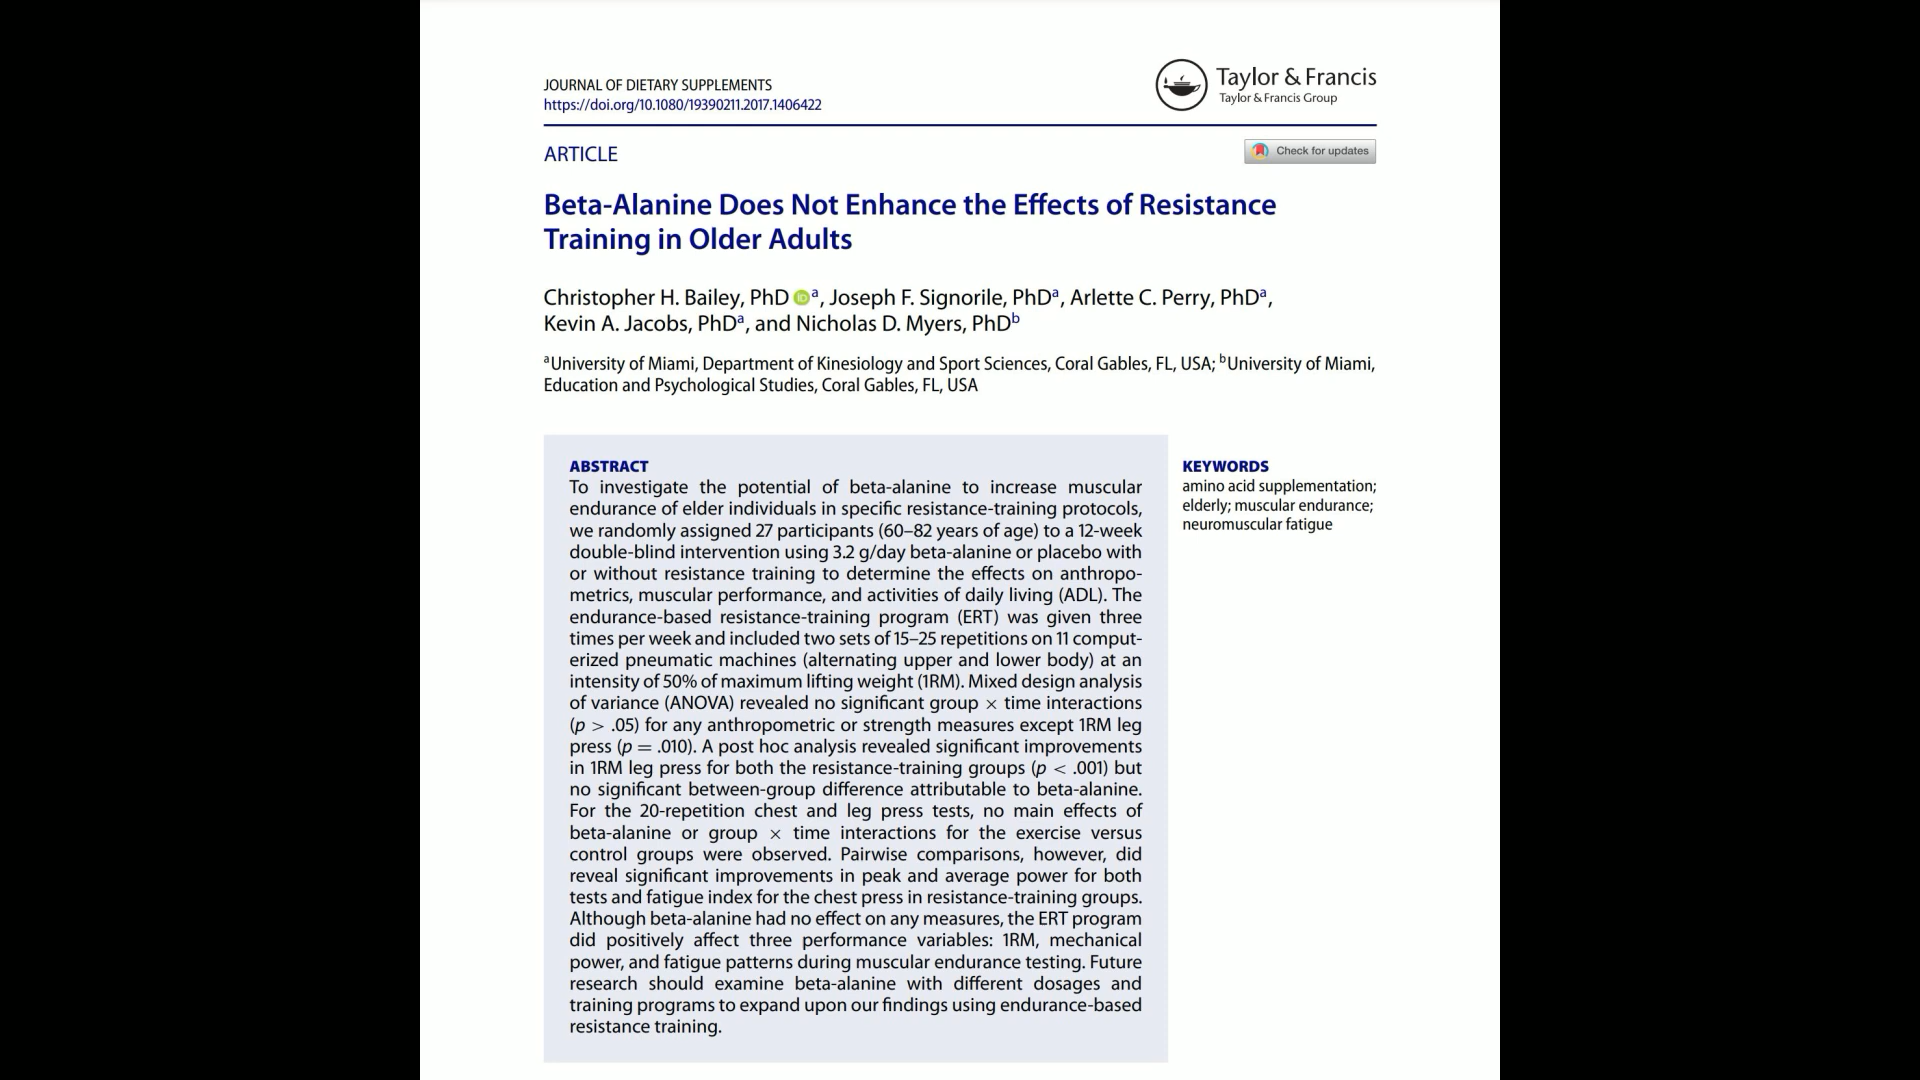 JOURNAL OF DIETARY SUPPLEMENTS
https://doi.org/10.1080/19390211.2017.1406422
Taylor & Francis
Taylor & Francis Group
ARTICLE
Check for updates
Beta-Alanine Does Not Enhance the Effects of Resistance
Training in Older Adults
Christopher H. Bailey, PhD iD a, Joseph F. Signorile, PhDa, Arlette C. Perry, PhDa,
Kevin A. Jacobs, PhDa, and Nicholas D. Myers, PhDb
aUniversity of Miami, Department of Kinesiology and Sport Sciences, Coral Gables, FL, USA; bUniversity of Miami,
Education and Psychological Studies, Coral Gables, FL, USA
ABSTRACT
To investigate the potential of beta-alanine to increase muscular
endurance of elder individuals in specific resistance-training protocols,
we randomly assigned 27 participants (60–82 years of age) to a 12-week
double-blind intervention using 3.2 g/day beta-alanine or placebo with
or without resistance training to determine the effects on anthropo-
metrics, muscular performance, and activities of daily living (ADL). The
endurance-based resistance-training program (ERT) was given three
times per week and included two sets of 15–25 repetitions on 11 comput-
erized pneumatic machines (alternating upper and lower body) at an
intensity of 50% of maximum lifting weight (1RM). Mixed design analysis
of variance (ANOVA) revealed no significant group × time interactions
(p > .05) for any anthropometric or strength measures except 1RM leg
press (p = .010). A post hoc analysis revealed significant improvements
in 1RM leg press for both the resistance-training groups (p < .001) but
no significant between-group difference attributable to beta-alanine.
For the 20-repetition chest and leg press tests, no main effects of
beta-alanine or group × time interactions for the exercise versus
control groups were observed. Pairwise comparisons, however, did
reveal significant improvements in peak and average power for both
tests and fatigue index for the chest press in resistance-training groups.
Although beta-alanine had no effect on any measures, the ERT program
did positively affect three performance variables: 1RM, mechanical
power, and fatigue patterns during muscular endurance testing. Future
research should examine beta-alanine with different dosages and
training programs to expand upon our findings using endurance-based
resistance training.
KEYWORDS
amino acid supplementation;
elderly; muscular endurance;
neuromuscular fatigue